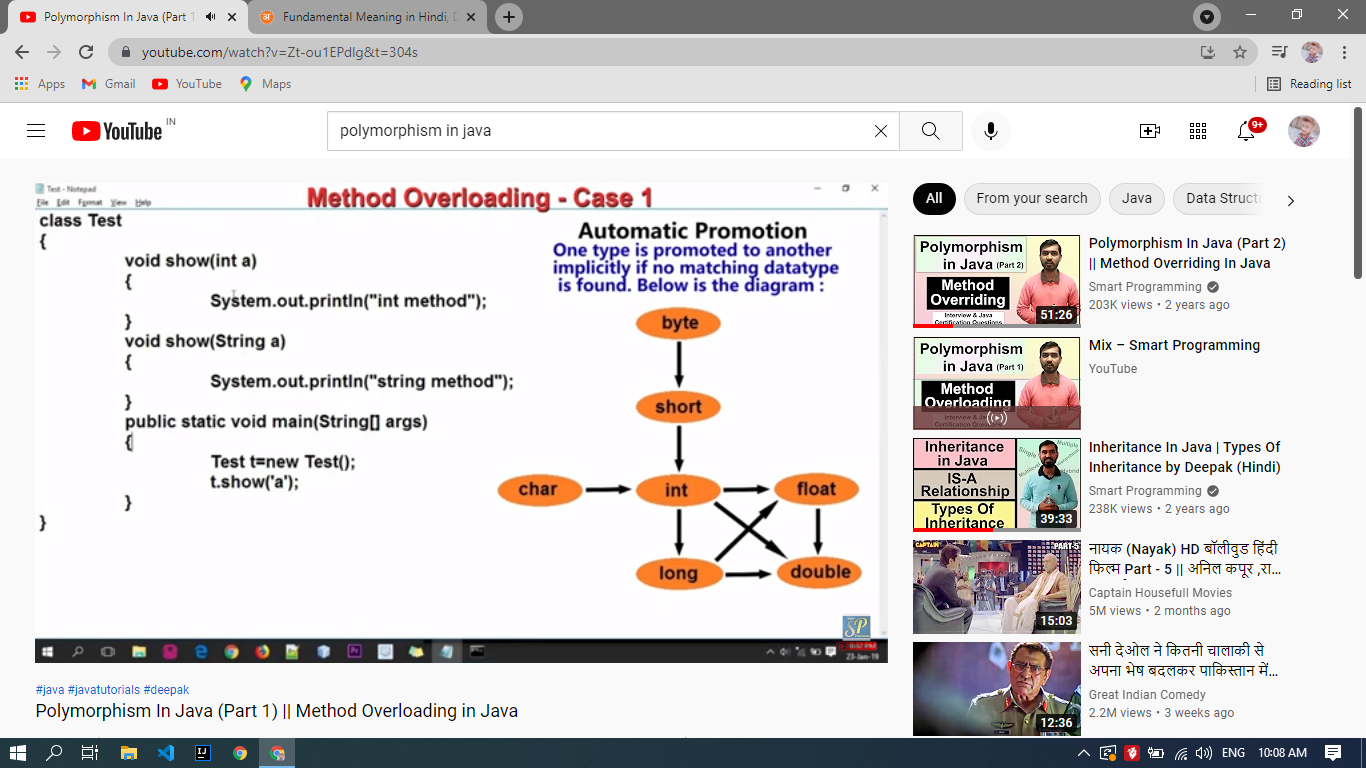 Polymorphism In Java (Part 1
Fundamental Meaning in Hindi, D
youtube.com/watch?v=Zt-ou1EPdIg&t=304s
Apps Gmail YouTube Maps Reading list
YouTube IN
polymorphism in java
9+
Test - Notepad
File Edit Format View Help
Method Overloading - Case 1
class Test
{
void show(int a)
{
System.out.println("int method");
}
void show(String a)
{
System.out.println("string method");
}
public static void main(String[] args)
{
Test t=new Test();
t.show('a');
}
}
Automatic Promotion
One type is promoted to another
implicitly if no matching datatype
is found. Below is the diagram :
byte
short
char int float
long double
SP
23-Jan-19
#java #javatutorials #deepak
Polymorphism In Java (Part 1) || Method Overloading in Java
All From your search Java Data Struct
Polymorphism
in Java (Part 2)
Method
Overriding
Interview & Java
Certification Questions
51:26
Polymorphism In Java (Part 2)
|| Method Overriding In Java
Smart Programming
203K views • 2 years ago
Polymorphism
in Java (Part 1)
Method
Overloading
Mix – Smart Programming
YouTube
Inheritance
in Java
IS-A
Relationship
Types Of
Inheritance
39:33
Inheritance In Java | Types Of
Inheritance by Deepak (Hindi)
Smart Programming
238K views • 2 years ago
CAPTAIN
PART-5
15:03
नायक (Nayak) HD बॉलीवुड हिंदी
फिल्म Part - 5 || अनिल कपूर ,रा...
Captain Housefull Movies
5M views • 2 months ago
12:36
सनी देओल ने कितनी चालाकी से
अपना भेष बदलकर पाकिस्तान में...
Great Indian Comedy
2.2M views • 3 weeks ago
ENG 10:08 AM